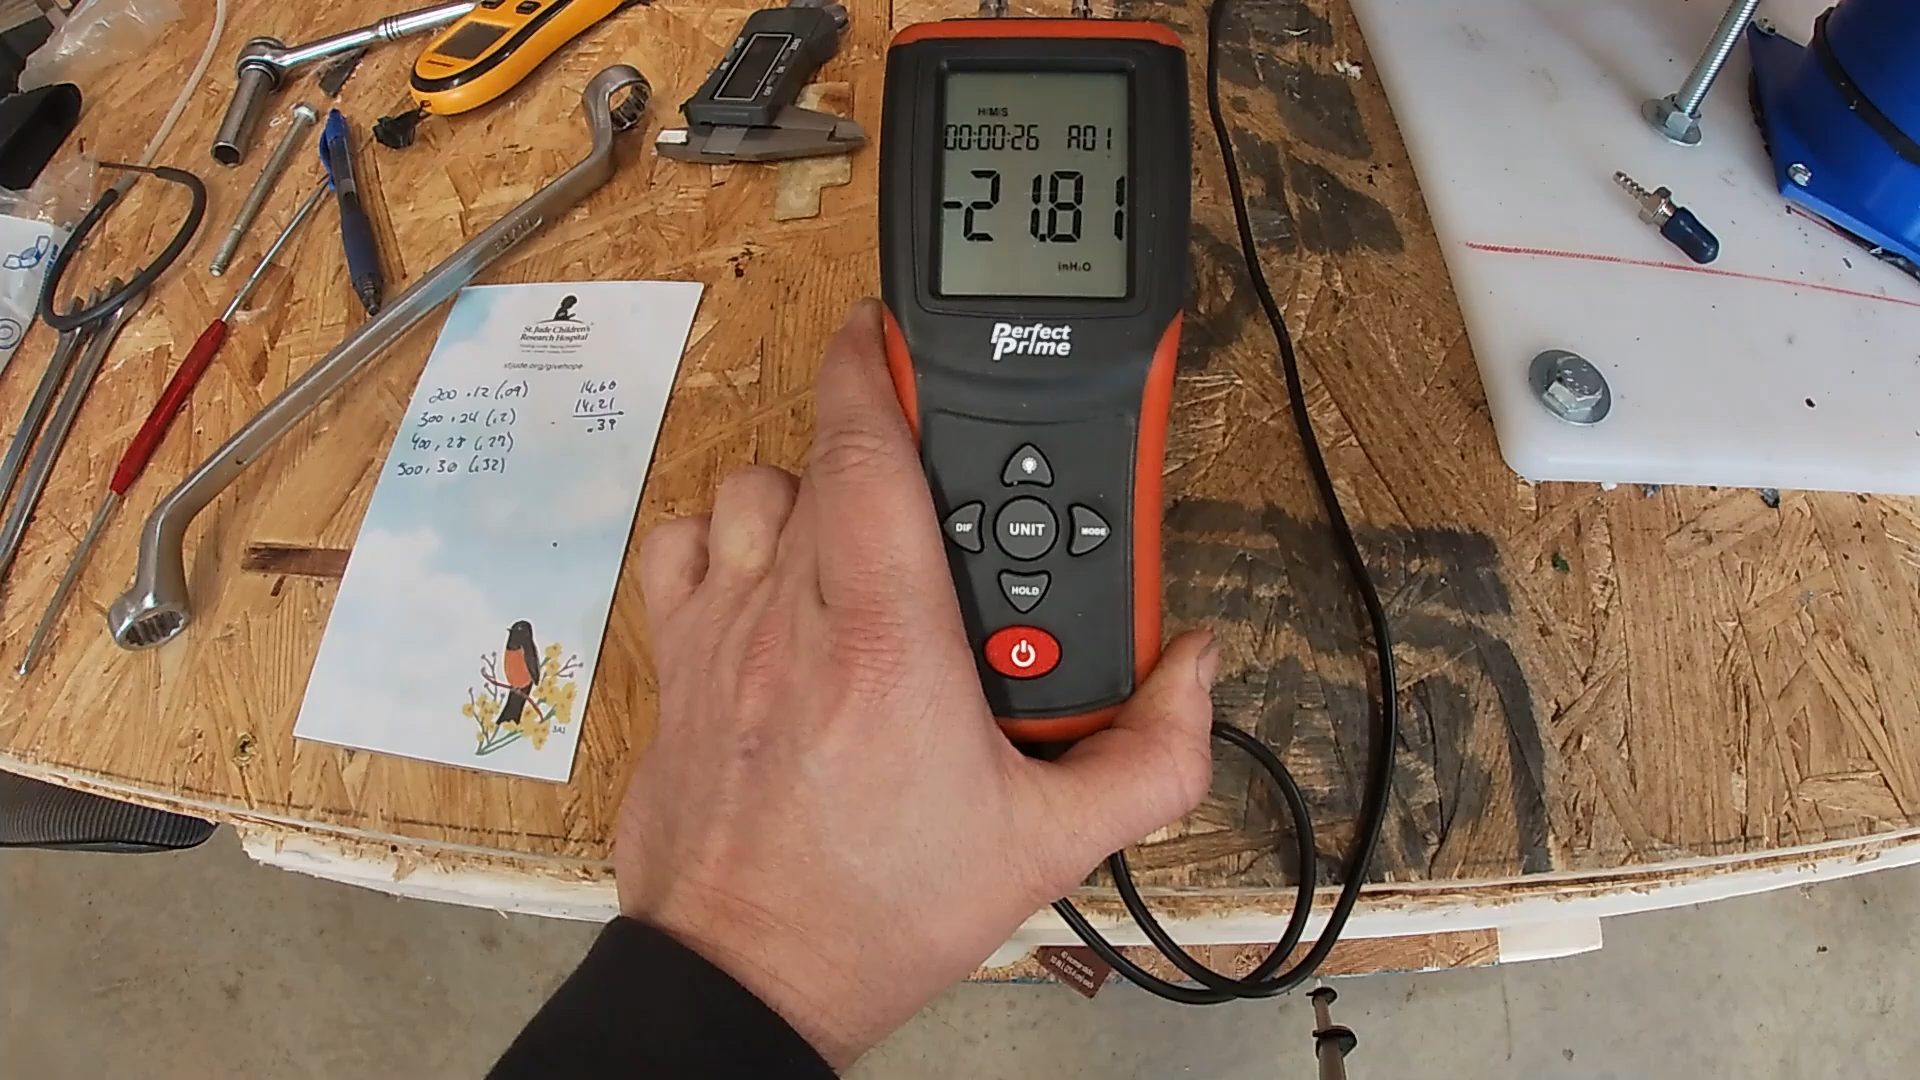 H/M/S
00:00:26 A01
-21.81
inH₂O
Perfect
Prime
DIF
UNIT
MODE
HOLD
St. Jude Children's
Research Hospital
stjude.org/givehope
200 .12 (.09)
300 .24 (.2)
400 .28 (.29)
500 .30 (.32)
14.60
14.21
.39